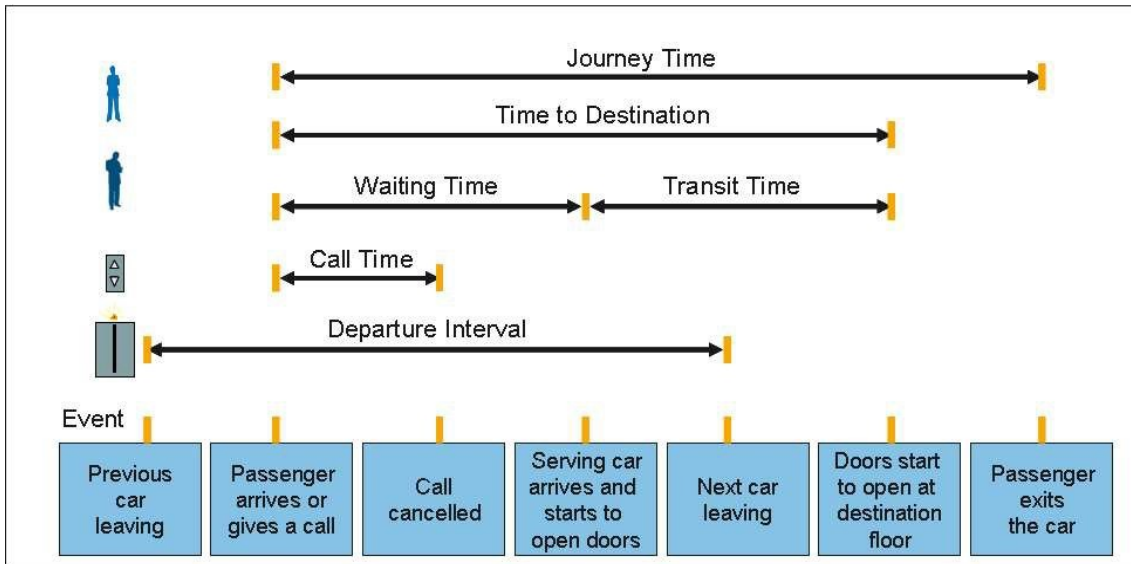 Journey Time
Time to Destination
Waiting Time
Transit Time
Call Time
Departure Interval
Event
Previous
car
leaving
Passenger
arrives or
gives a call
Call
cancelled
Serving car
arrives and
starts to
open doors
Next car
leaving
Doors start
to open at
destination
floor
Passenger
exits
the car